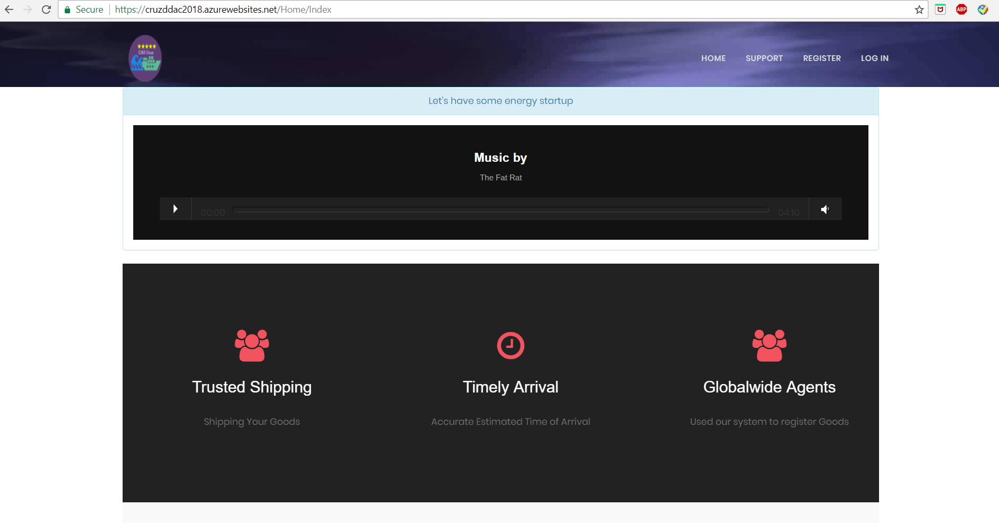 Secure https://cruzddac2018.azurewebsites.net/Home/Index
ABP
CMS Cruz
HOME SUPPORT REGISTER LOG IN
Let's have some energy startup
Music by
The Fat Rat
00:00 04:10
Trusted Shipping Timely Arrival Globalwide Agents
Shipping Your Goods Accurate Estimated Time of Arrival Used our system to register Goods